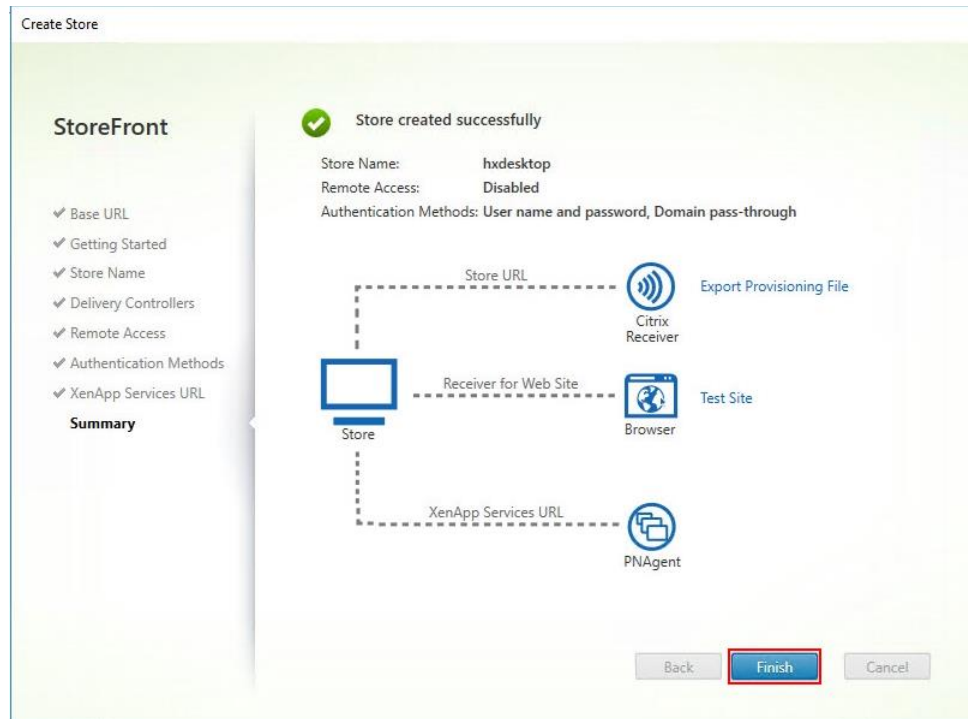 Create Store
StoreFront
Base URL
Getting Started
Store Name
Delivery Controllers
Remote Access
Authentication Methods
XenApp Services URL
Summary
Store created successfully
Store Name: hxdesktop
Remote Access: Disabled
Authentication Methods: User name and password, Domain pass-through
Store URL
Citrix
Receiver
Export Provisioning File
Receiver for Web Site
Store
Browser
Test Site
XenApp Services URL
PNAgent
Back
Finish
Cancel